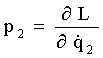 p₂ = ∂ L / ∂ q̇₂